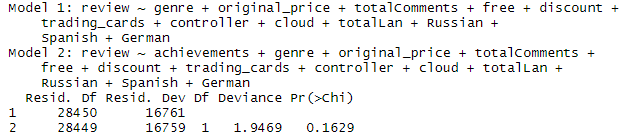 Model 1: review ~ genre + original_price + totalComments + free + discount +
trading_cards + controller + cloud + totalLan + Russian +
Spanish + German
Model 2: review ~ achievements + genre + original_price + totalComments +
free + discount + trading_cards + controller + cloud + totalLan +
Russian + Spanish + German
Resid. Df Resid. Dev Df Deviance Pr(>Chi)
1 28450 16761
2 28449 16759 1 1.9469 0.1629